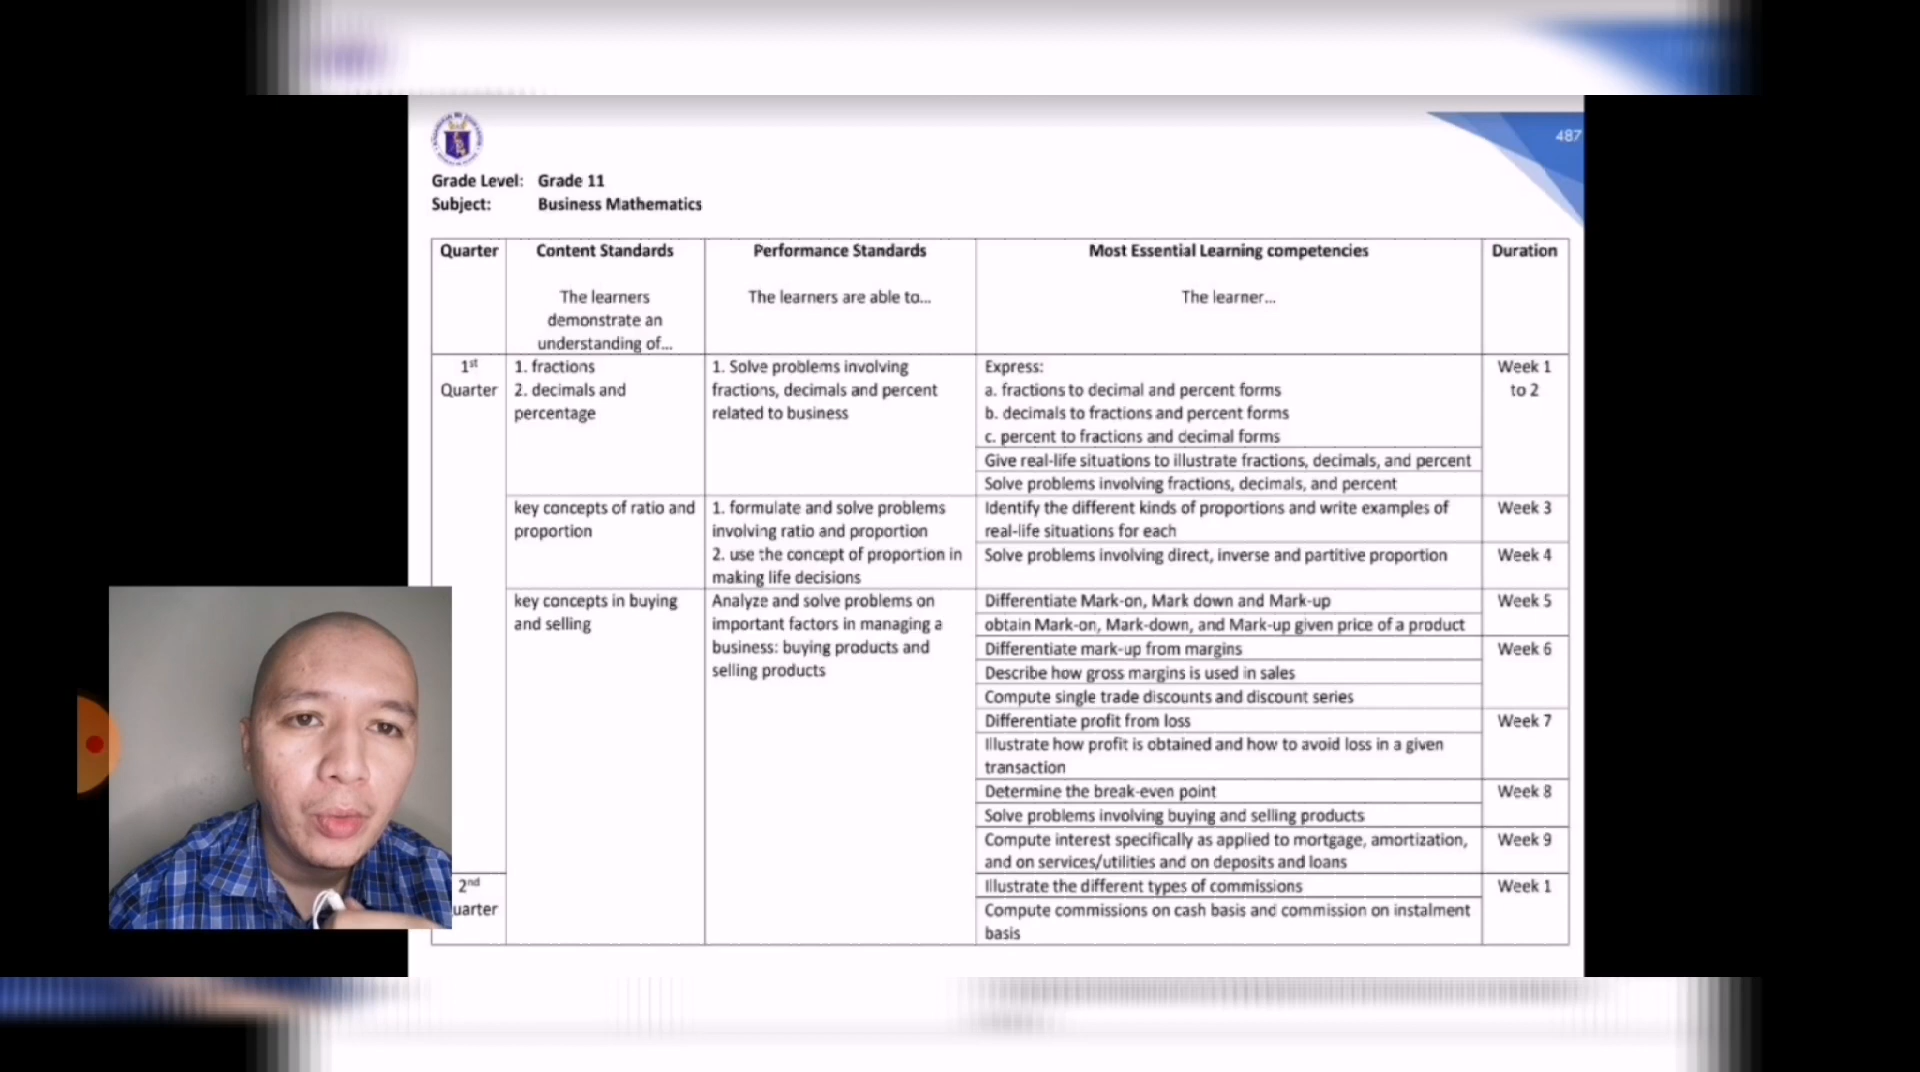 487
Grade Level: Grade 11
Subject: Business Mathematics
Quarter
Content Standards
The learners
demonstrate an
understanding of...
Performance Standards
The learners are able to...
Most Essential Learning competencies
The learner...
Duration
1st
Quarter
1. fractions
2. decimals and
percentage
1. Solve problems involving
fractions, decimals and percent
related to business
Express:
a. fractions to decimal and percent forms
b. decimals to fractions and percent forms
c. percent to fractions and decimal forms
Give real-life situations to illustrate fractions, decimals, and percent
Solve problems involving fractions, decimals, and percent
Week 1
to 2
key concepts of ratio and
proportion
1. formulate and solve problems
involving ratio and proportion
2. use the concept of proportion in
making life decisions
Identify the different kinds of proportions and write examples of
real-life situations for each
Week 3
Solve problems involving direct, inverse and partitive proportion
Week 4
key concepts in buying
and selling
Analyze and solve problems on
important factors in managing a
business: buying products and
selling products
Differentiate Mark-on, Mark down and Mark-up
obtain Mark-on, Mark-down, and Mark-up given price of a product
Week 5
Differentiate mark-up from margins
Describe how gross margins is used in sales
Compute single trade discounts and discount series
Week 6
Differentiate profit from loss
Illustrate how profit is obtained and how to avoid loss in a given
transaction
Week 7
Determine the break-even point
Solve problems involving buying and selling products
Week 8
Compute interest specifically as applied to mortgage, amortization,
and on services/utilities and on deposits and loans
Week 9
2nd
uarter
Illustrate the different types of commissions
Compute commissions on cash basis and commission on instalment
basis
Week 1